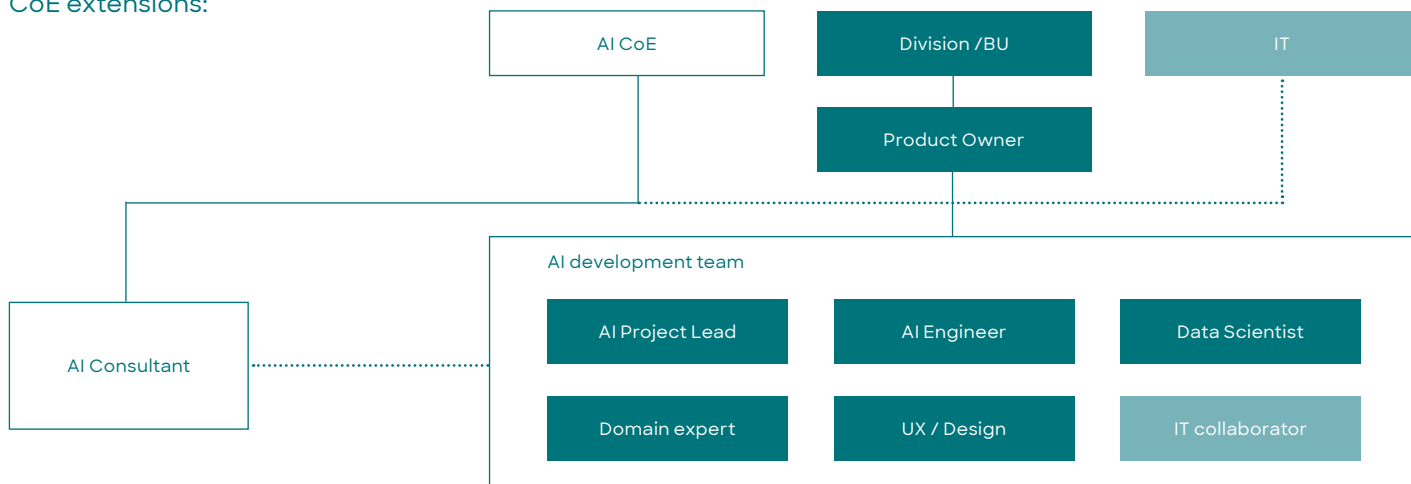 CoE extensions:
AI CoE
Division /BU
IT
Product Owner
AI development team
AI Project Lead
AI Engineer
Data Scientist
AI Consultant
Domain expert
UX / Design
IT collaborator